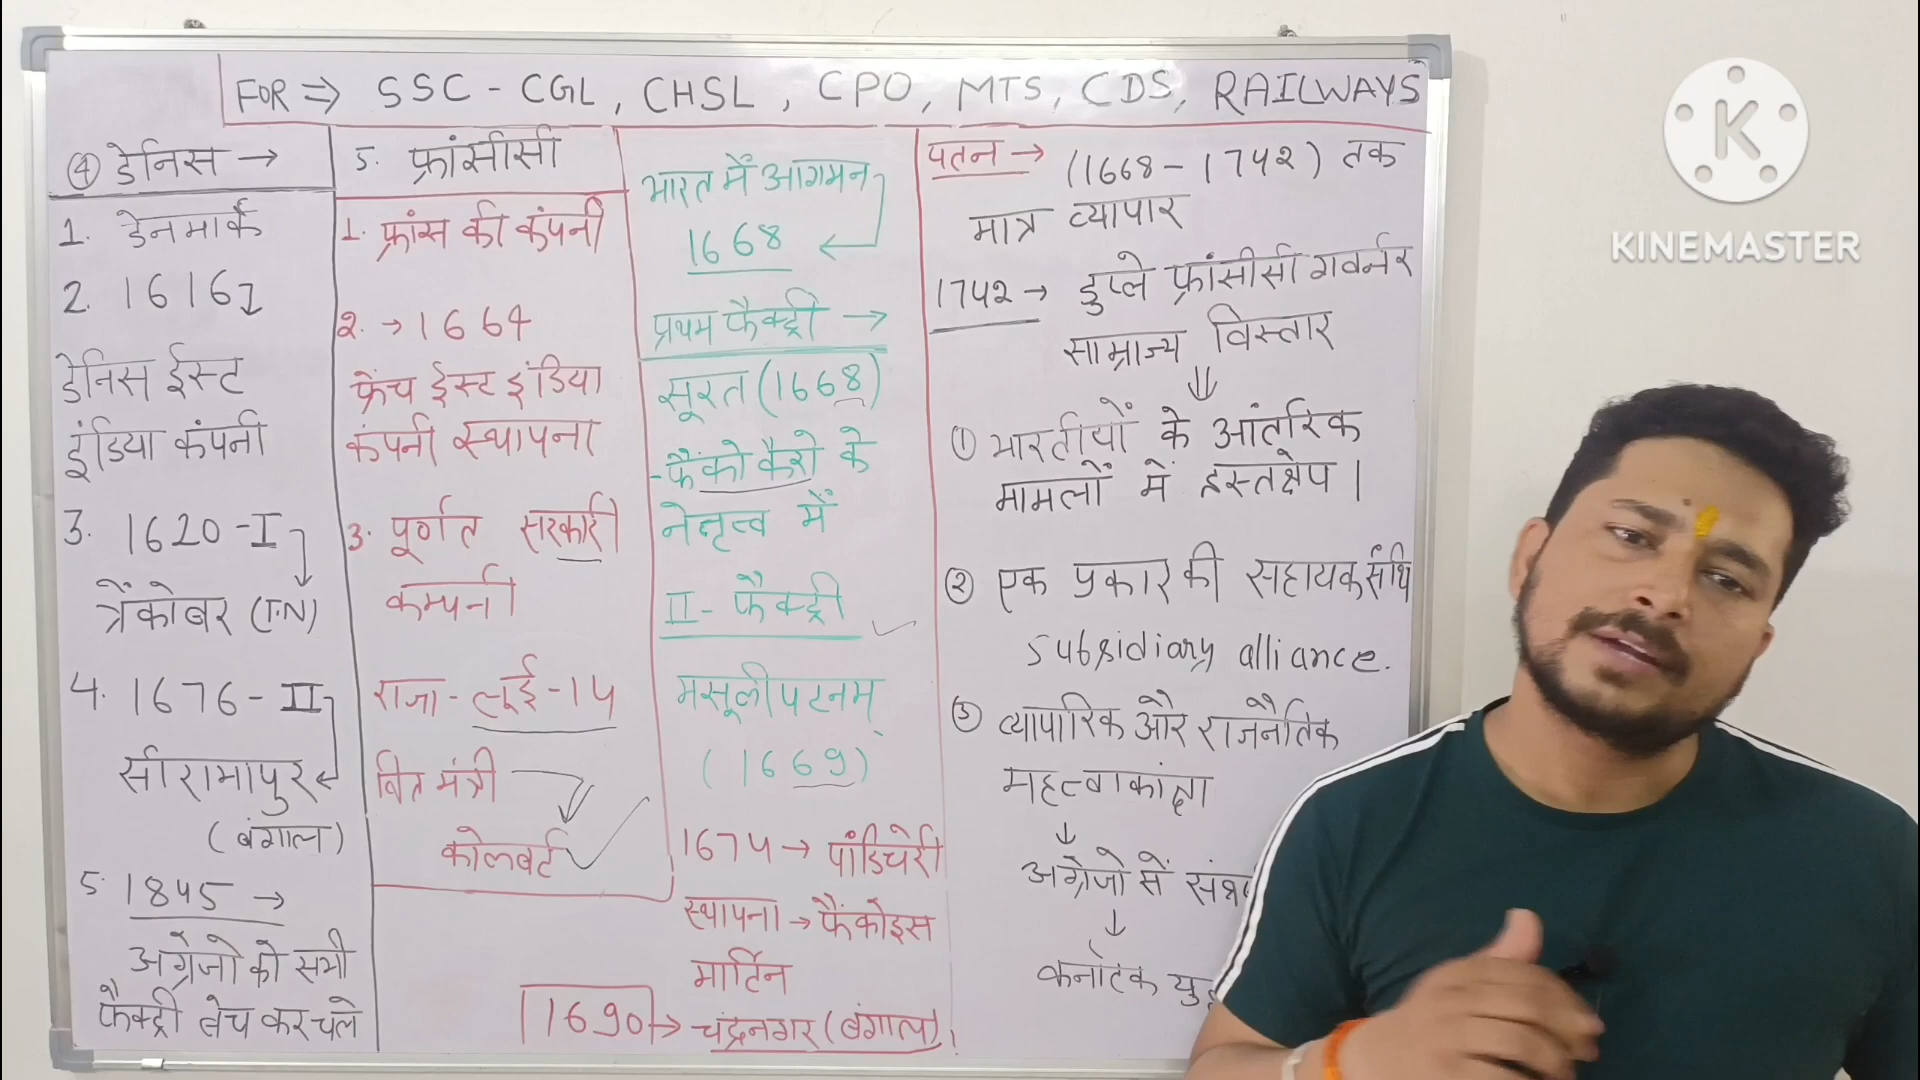 FOR ⇒ SSC - CGL, CHSL, CPO, MTS, CDS, RAILWAYS
④ डेनिस →
1. डेनमार्क
2. 1616 I
डेनिस ईस्ट
इंडिया कंपनी
3. 1620 - I
त्रैंकोबर (T.N)
4. 1676 - II
सीरामापुर
(बंगाल)
5. 1845 →
अंग्रेजो को सभी
फैक्ट्री बेच कर चले
5. फ्रांसीसी
1. फ्रांस की कंपनी
2. → 1664
फ्रेंच ईस्ट इंडिया
कंपनी स्थापना
3. पूर्णत सरकारी
कम्पनी
राजा - लूई - 14
वित मंत्री
कोलबर्ट
भारत में आगमन
1668 ←
प्रथम फैक्ट्री →
सूरत (1668)
- फैंको कैरो के
नेतृत्व में
II - फैक्ट्री
मसूलीपटनम्
(1669)
1674 → पांडिचेरी
स्थापना → फैंकोइस
मार्टिन
1690 → चंद्रनगर (बंगाल)
पतन → (1668 - 1742) तक
मात्र व्यापार
1742 → डुप्ले फ्रांसीसी गवर्नर
साम्राज्य विस्तार
① भारतीयों के आंतरिक
मामलों में हस्तक्षेप।
② एक प्रकार की सहायक संधि
subsidiary alliance.
③ व्यापारिक और राजनैतिक
महत्वाकांक्षा
अंग्रेजो से
कर्नाटक
K
KINEMASTER